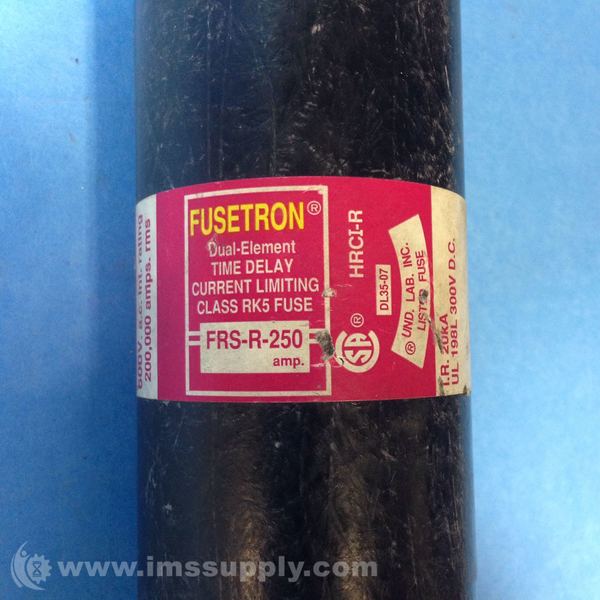 FUSETRON®
Dual-Element
TIME DELAY
CURRENT LIMITING
CLASS RK5 FUSE
FRS-R-250
amp.
600V. a.c. int. rating
200,000 amps. rms
HRCI-R
SA ®
DL35-07
® UND. LAB. INC.
LISTED FUSE
I.R. 20kA
UL 198L 300V D.C.
www.imssupply.com